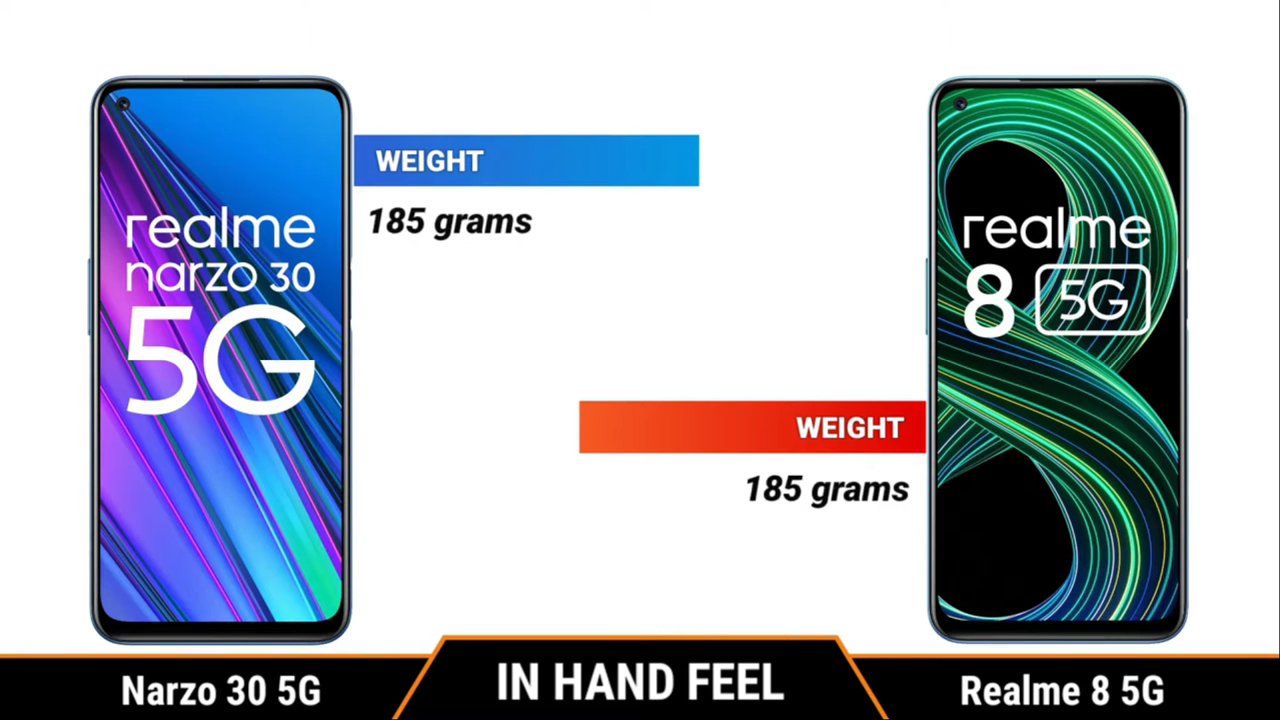 realme
narzo 30
5G
WEIGHT
185 grams
realme
8 5G
WEIGHT
185 grams
Narzo 30 5G
IN HAND FEEL
Realme 8 5G